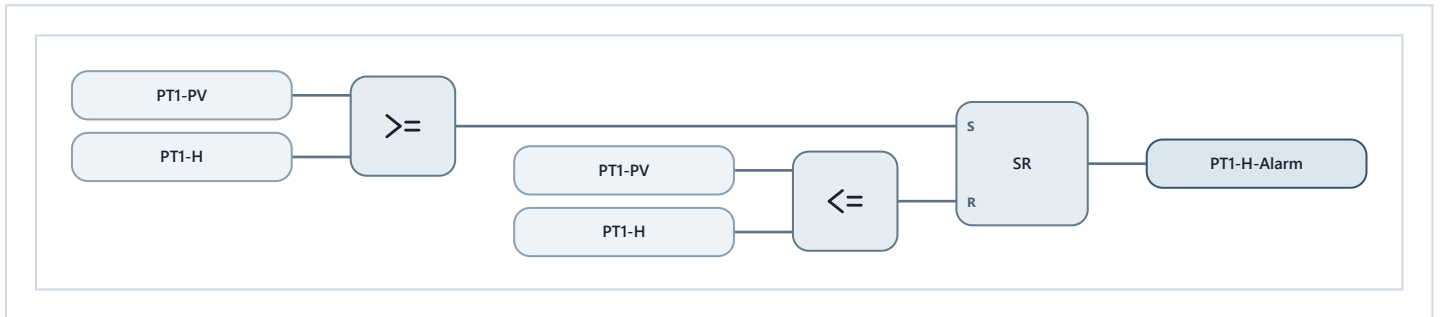 PT1-PV
>=
PT1-H
S
PT1-PV
SR
PT1-H-Alarm
<=
R
PT1-H